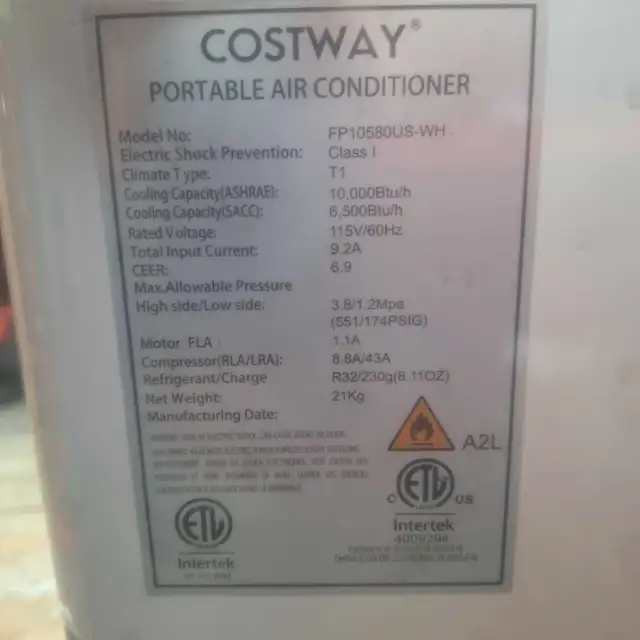 COSTWAY®
PORTABLE AIR CONDITIONER
Model No: FP10580US-WH
Electric Shock Prevention: Class I
Climate Type: T1
Cooling Capacity(ASHRAE): 10,000Btu/h
Cooling Capacity(SACC): 6,500Btu/h
Rated Voltage: 115V/60Hz
Total Input Current: 9.2A
CEER: 6.9
Max.Allowable Pressure
High side/Low side: 3.8/1.2Mpa
(551/174PSIG)
Motor FLA : 1.1A
Compressor(RLA/LRA): 8.8A/43A
Refrigerant/Charge R32/230g(8.11OZ)
Net Weight: 21Kg
Manufacturing Date:
A2L
ETL
C ETL US
Intertek
4009294
Intertek